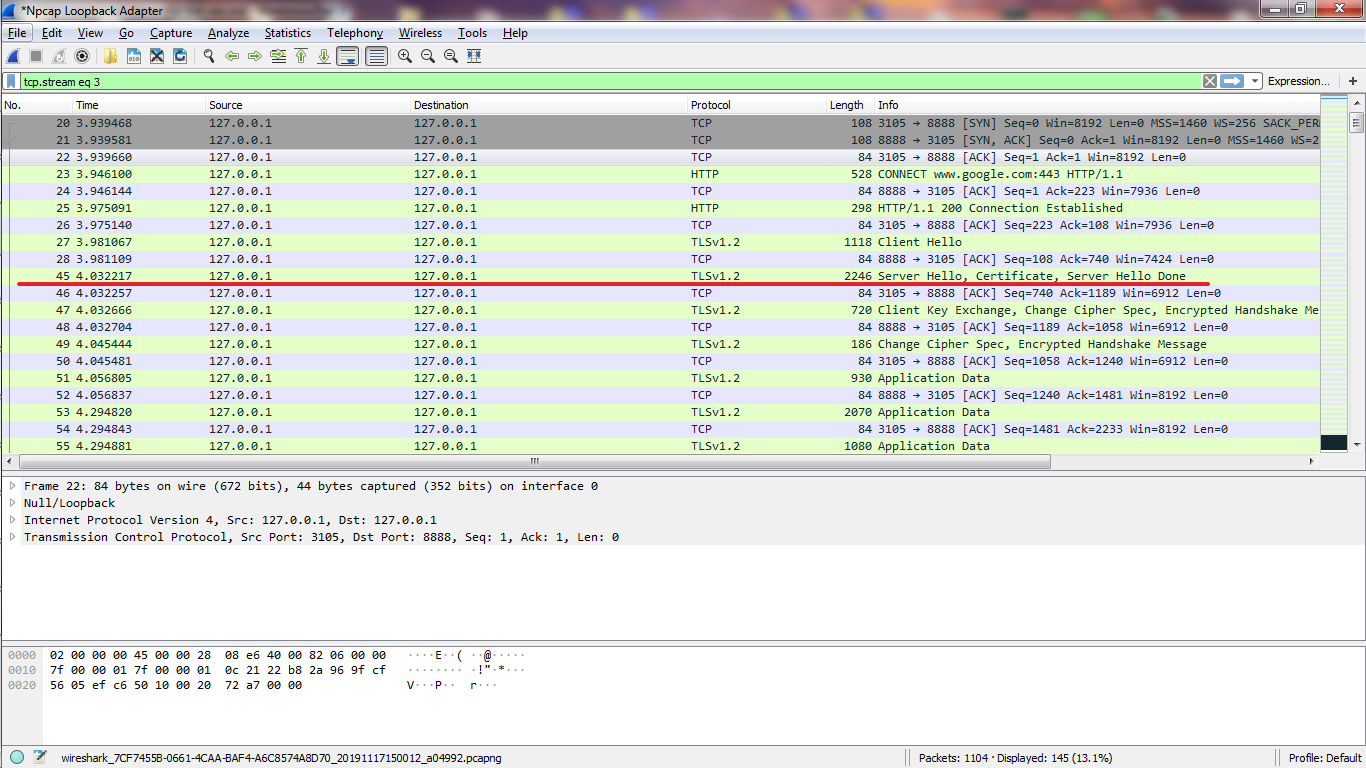 *Npcap Loopback Adapter
File Edit View Go Capture Analyze Statistics Telephony Wireless Tools Help
tcp.stream eq 3 Expression... +
No. Time Source Destination Protocol Length Info
20 3.939468 127.0.0.1 127.0.0.1 TCP 108 3105 → 8888 [SYN] Seq=0 Win=8192 Len=0 MSS=1460 WS=256 SACK_PER
21 3.939581 127.0.0.1 127.0.0.1 TCP 108 8888 → 3105 [SYN, ACK] Seq=0 Ack=1 Win=8192 Len=0 MSS=1460 WS=2
22 3.939660 127.0.0.1 127.0.0.1 TCP 84 3105 → 8888 [ACK] Seq=1 Ack=1 Win=8192 Len=0
23 3.946100 127.0.0.1 127.0.0.1 HTTP 528 CONNECT www.google.com:443 HTTP/1.1
24 3.946144 127.0.0.1 127.0.0.1 TCP 84 8888 → 3105 [ACK] Seq=1 Ack=223 Win=7936 Len=0
25 3.975091 127.0.0.1 127.0.0.1 HTTP 298 HTTP/1.1 200 Connection Established
26 3.975140 127.0.0.1 127.0.0.1 TCP 84 3105 → 8888 [ACK] Seq=223 Ack=108 Win=7936 Len=0
27 3.981067 127.0.0.1 127.0.0.1 TLSv1.2 1118 Client Hello
28 3.981109 127.0.0.1 127.0.0.1 TCP 84 8888 → 3105 [ACK] Seq=108 Ack=740 Win=7424 Len=0
45 4.032217 127.0.0.1 127.0.0.1 TLSv1.2 2246 Server Hello, Certificate, Server Hello Done
46 4.032257 127.0.0.1 127.0.0.1 TCP 84 3105 → 8888 [ACK] Seq=740 Ack=1189 Win=6912 Len=0
47 4.032666 127.0.0.1 127.0.0.1 TLSv1.2 720 Client Key Exchange, Change Cipher Spec, Encrypted Handshake Me
48 4.032704 127.0.0.1 127.0.0.1 TCP 84 8888 → 3105 [ACK] Seq=1189 Ack=1058 Win=6912 Len=0
49 4.045444 127.0.0.1 127.0.0.1 TLSv1.2 186 Change Cipher Spec, Encrypted Handshake Message
50 4.045481 127.0.0.1 127.0.0.1 TCP 84 3105 → 8888 [ACK] Seq=1058 Ack=1240 Win=6912 Len=0
51 4.056805 127.0.0.1 127.0.0.1 TLSv1.2 930 Application Data
52 4.056837 127.0.0.1 127.0.0.1 TCP 84 8888 → 3105 [ACK] Seq=1240 Ack=1481 Win=8192 Len=0
53 4.294820 127.0.0.1 127.0.0.1 TLSv1.2 2070 Application Data
54 4.294843 127.0.0.1 127.0.0.1 TCP 84 3105 → 8888 [ACK] Seq=1481 Ack=2233 Win=8192 Len=0
55 4.294881 127.0.0.1 127.0.0.1 TLSv1.2 1080 Application Data
Frame 22: 84 bytes on wire (672 bits), 44 bytes captured (352 bits) on interface 0
Null/Loopback
Internet Protocol Version 4, Src: 127.0.0.1, Dst: 127.0.0.1
Transmission Control Protocol, Src Port: 3105, Dst Port: 8888, Seq: 1, Ack: 1, Len: 0
0000 02 00 00 00 45 00 00 28 08 e6 40 00 82 06 00 00 ····E··( ··@·····
0010 7f 00 00 01 7f 00 00 01 0c 21 22 b8 2a 96 9f cf ········ ·!"·*···
0020 56 05 ef c6 50 10 00 20 72 a7 00 00 V···P·· r···
wireshark_7CF7455B-0661-4CAA-BAF4-A6C8574A8D70_20191117150012_a04992.pcapng Packets: 1104 · Displayed: 145 (13.1%) Profile: Default